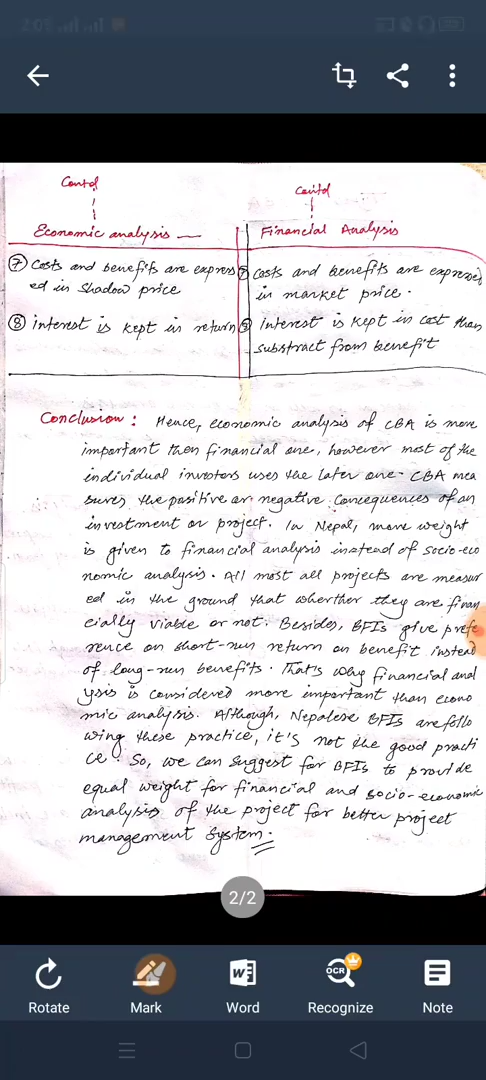 2:05
Contd
Contd
Economic analysis
Financial Analysis
⑦ Costs and benefits are express
ed in Shadow price
⑦ Costs and benefits are expressed
in market price.
⑧ interest is kept in return
⑧ interest is kept in cost than
substract from benefit
Conclusion: Hence, economic analysis of CBA is more
important then financial one, however most of the
individual investors uses the later one. CBA mea
sures the positive or negative Concequences of an
investment or project. In Nepal, more weight
is given to financial analysis instead of socio-eco
nomic analysis. All most all projects are measur
ed in the ground that wherther they are finan
cially viable or not. Besides, BFIs give prefe
rence on short-run return on benefit instead
of long-run benefits. That's why financial anal
ysis is considered more important than econo
mic analysis. Although, Nepalese BFIs are follo
wing these practice, it's not the good practi
ce. So, we can suggest for BFIs to provide
equal weight for financial and socio-economic
analysis of the project for better project
management system.
2/2
Rotate
Mark
W
Word
OCR
Recognize
Note